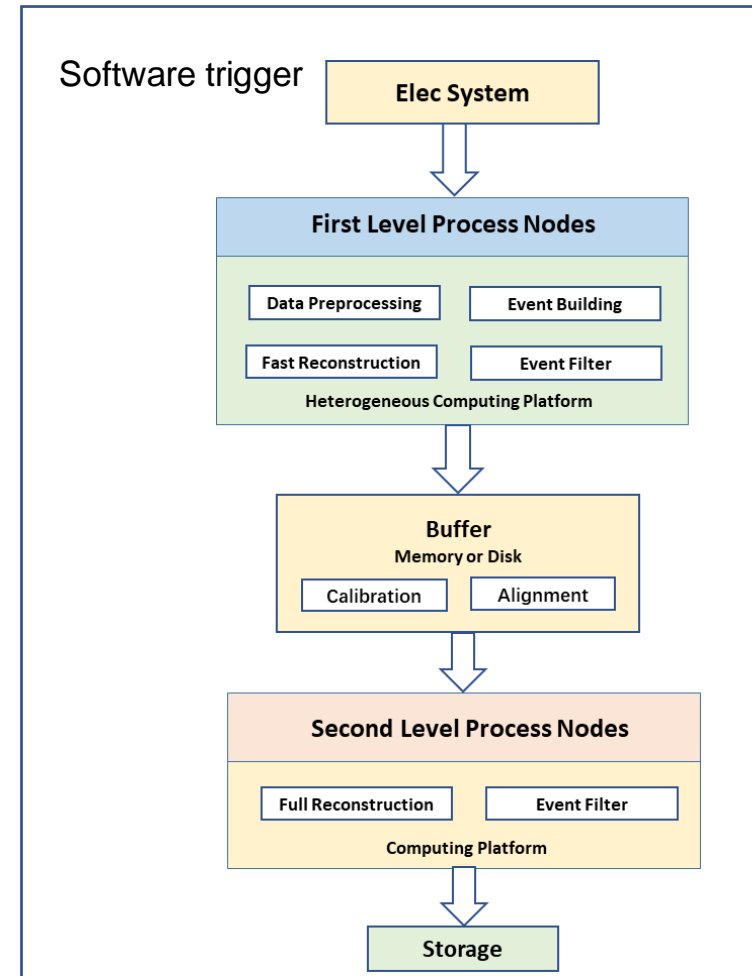 Software trigger
Elec System
First Level Process Nodes
Data Preprocessing
Event Building
Fast Reconstruction
Event Filter
Heterogeneous Computing Platform
Buffer
Memory or Disk
Calibration
Alignment
Second Level Process Nodes
Full Reconstruction
Event Filter
Computing Platform
Storage